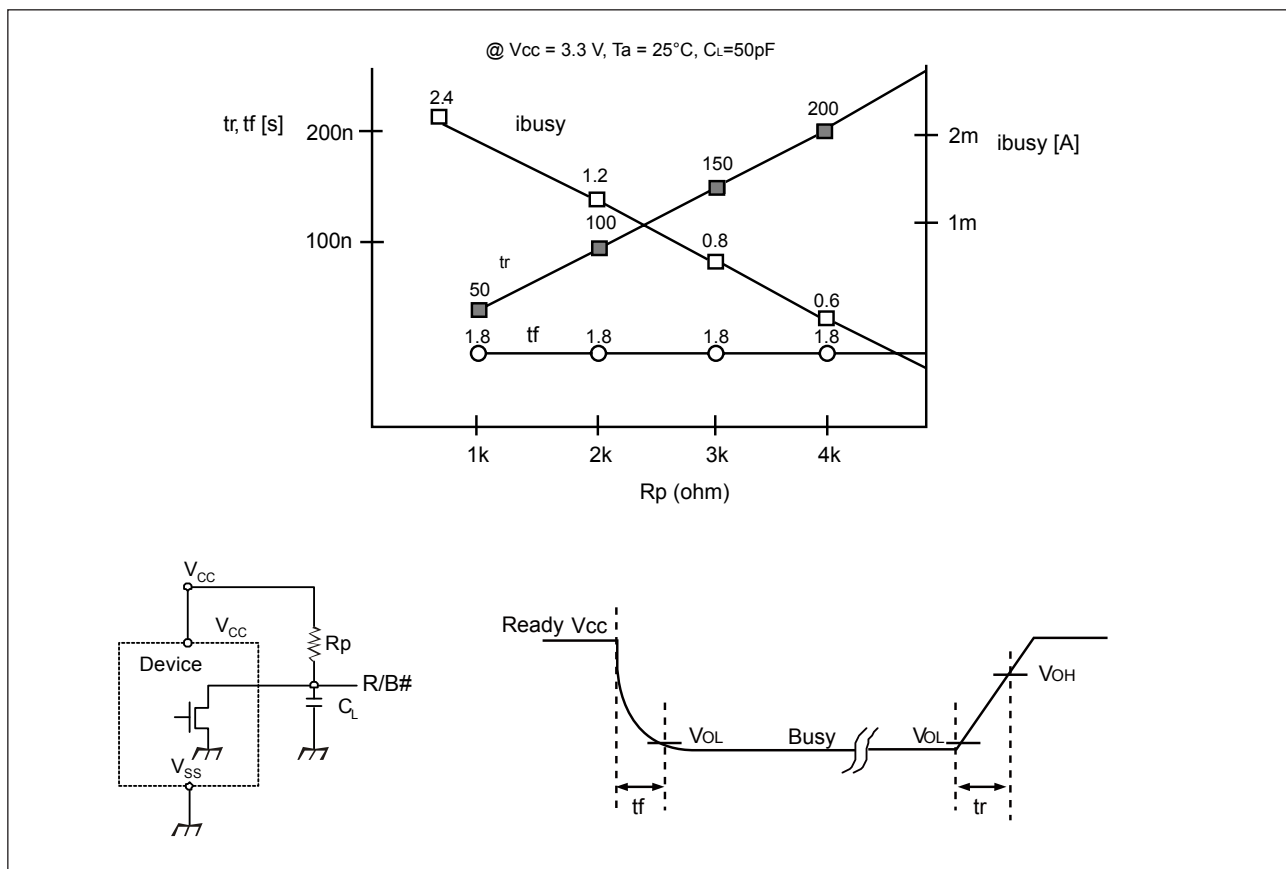 @ Vcc = 3.3 V, Ta = 25°C, CL=50pF
tr, tf [s]
200n
100n
2.4
ibusy
1.2
0.8
0.6
50
100
150
200
tr
tf
1.8
1.8
1.8
1.8
2m
1m
ibusy [A]
1k
2k
3k
4k
Rp (ohm)
VCC
VCC
Device
Rp
R/B#
CL
VSS
Ready Vcc
VOL
Busy
VOL
VOH
tf
tr